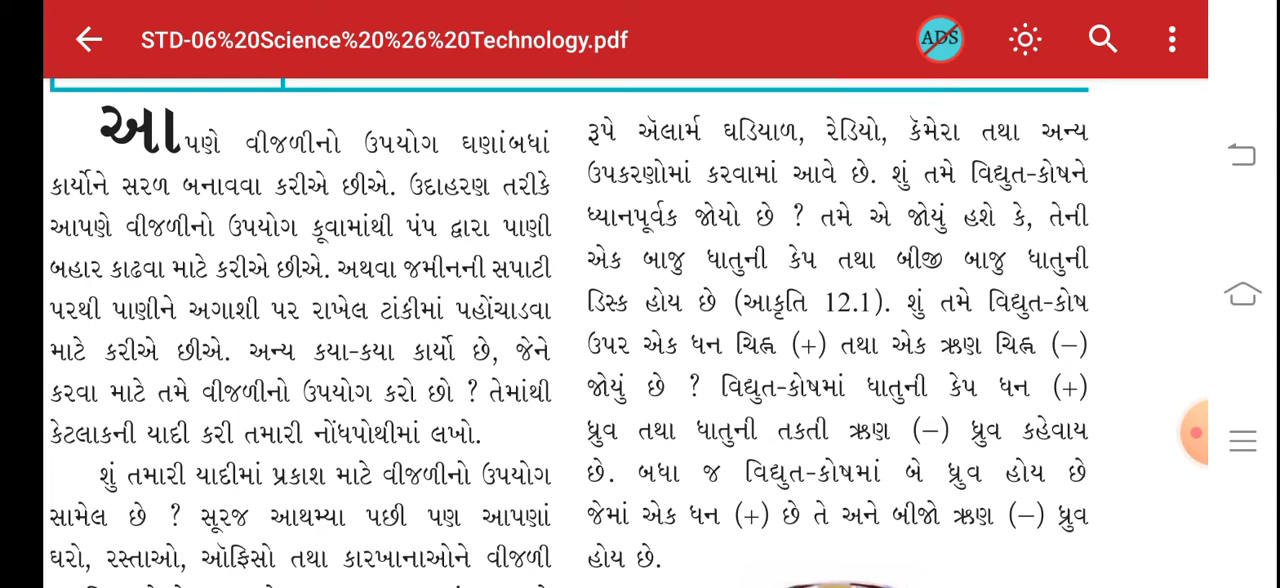 STD-06%20Science%20%26%20Technology.pdf
ADS
આપણે વીજળીનો ઉપયોગ ઘણાંબધાં
કાર્યોને સરળ બનાવવા કરીએ છીએ. ઉદાહરણ તરીકે
આપણે વીજળીનો ઉપયોગ કૂવામાંથી પંપ દ્વારા પાણી
બહાર કાઢવા માટે કરીએ છીએ. અથવા જમીનની સપાટી
પરથી પાણીને અગાશી પર રાખેલ ટાંકીમાં પહોંચાડવા
માટે કરીએ છીએ. અન્ય કયા-કયા કાર્યો છે, જેને
કરવા માટે તમે વીજળીનો ઉપયોગ કરો છો ? તેમાંથી
કેટલાકની યાદી કરી તમારી નોંધપોથીમાં લખો.
શું તમારી યાદીમાં પ્રકાશ માટે વીજળીનો ઉપયોગ
સામેલ છે ? સૂરજ આથમ્યા પછી પણ આપણાં
ઘરો, રસ્તાઓ, ઑફિસો તથા કારખાનાઓને વીજળી
રૂપે ઍલાર્મ ઘડિયાળ, રેડિયો, કૅમેરા તથા અન્ય
ઉપકરણોમાં કરવામાં આવે છે. શું તમે વિદ્યુત-કોષને
ધ્યાનપૂર્વક જોયો છે ? તમે એ જોયું હશે કે, તેની
એક બાજુ ધાતુની કેપ તથા બીજી બાજુ ધાતુની
ડિસ્ક હોય છે (આકૃતિ 12.1). શું તમે વિદ્યુત-કોષ
ઉપર એક ધન ચિહ્ન (+) તથા એક ઋણ ચિહ્ન (−)
જોયું છે ? વિદ્યુત-કોષમાં ધાતુની કેપ ધન (+)
ધ્રુવ તથા ધાતુની તકતી ઋણ (−) ધ્રુવ કહેવાય
છે. બધા જ વિદ્યુત-કોષમાં બે ધ્રુવ હોય છે
જેમાં એક ધન (+) છે તે અને બીજો ઋણ (−) ધ્રુવ
હોય છે.